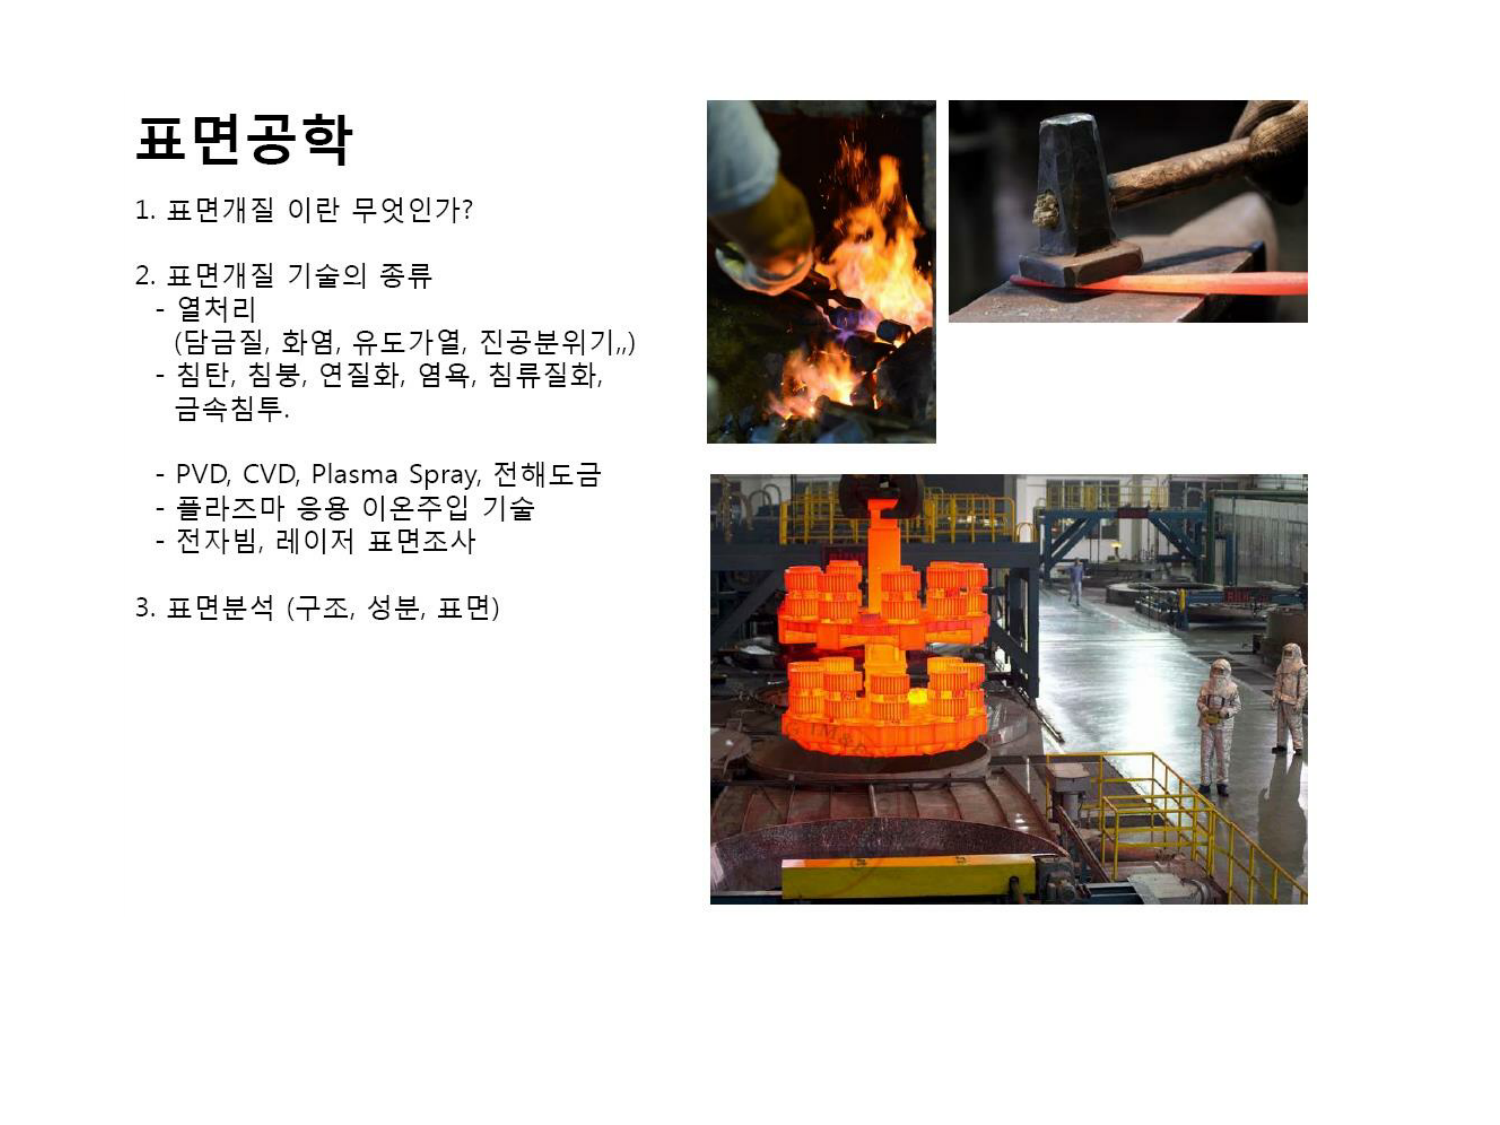 표면공학
1. 표면개질 이란 무엇인가?
2. 표면개질 기술의 종류
- 열처리
(담금질, 화염, 유도가열, 진공분위기,,)
- 침탄, 침붕, 연질화, 염욕, 침류질화,
금속침투.
- PVD, CVD, Plasma Spray, 전해도금
- 플라즈마 응용 이온주입 기술
- 전자빔, 레이저 표면조사
3. 표면분석 (구조, 성분, 표면)